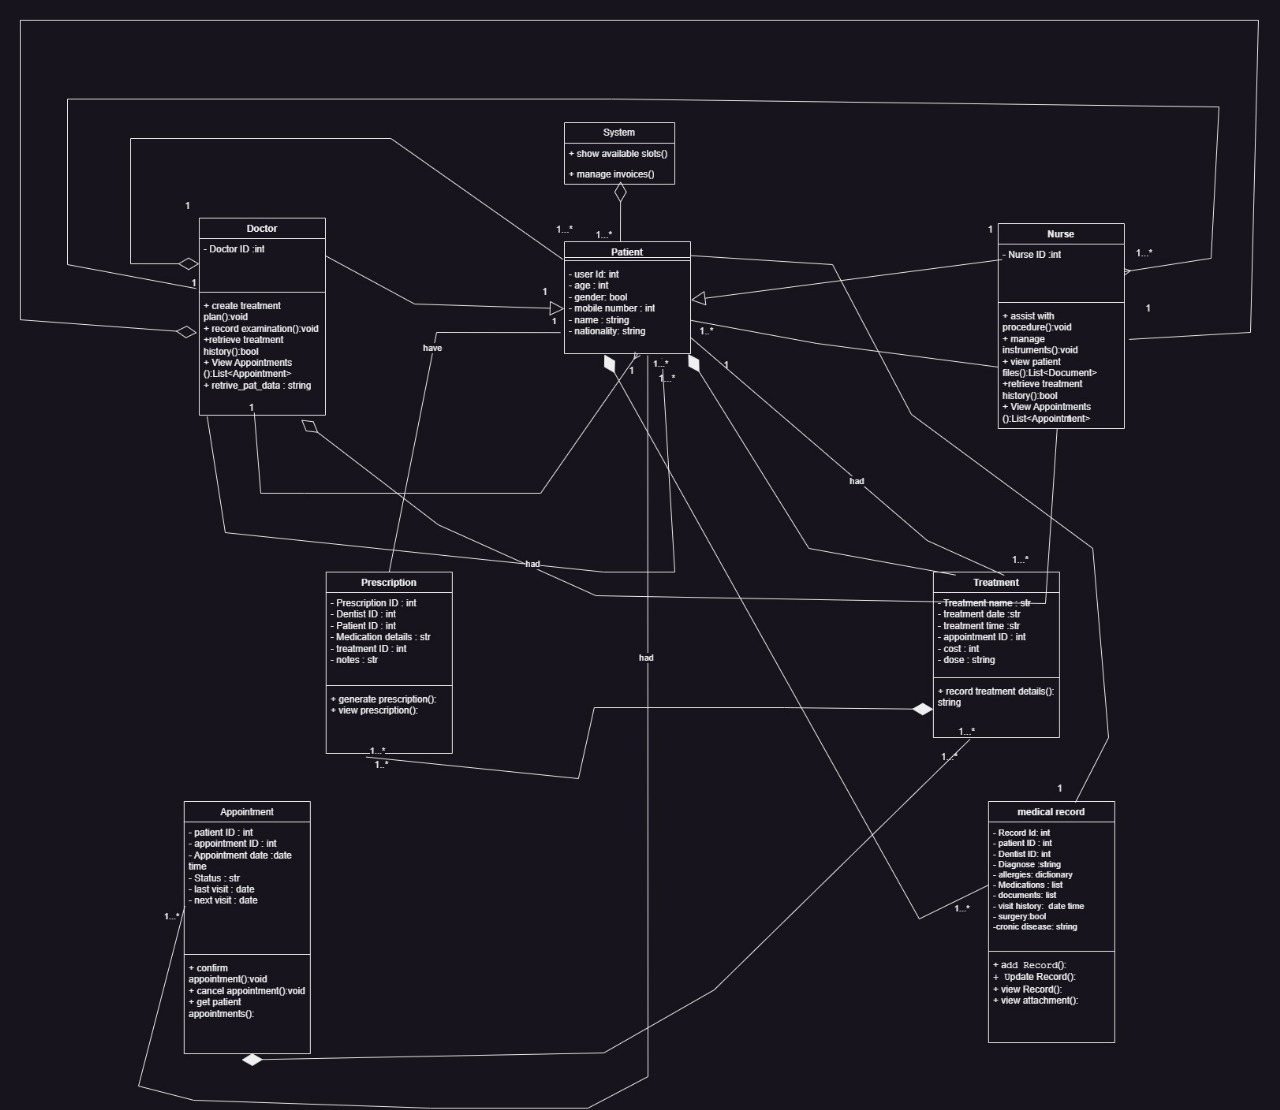 System
+ show available slots()
+ manage invoices()
1
Doctor
- Doctor ID :int
1
+ create treatment
plan():void
+ record examination():void
+retrieve treatment
history():bool
+ View Appointments
():List<Appointment>
+ retrive_pat_data : string
1
1...*
1...*
Patient
- user Id: int
- age : int
- gender: bool
- mobile number : int
- name : string
- nationality: string
1
1
1
Nurse
- Nurse ID :int
1...*
1
+ assist with
procedure():void
+ manage
instruments():void
+ view patient
files():List<Document>
+retrieve treatment
history():bool
+ View Appointments
():List<Appointment>
1
1..*
have
1
1...*
1...*
1
had
had
had
1...*
Prescription
- Prescription ID : int
- Dentist ID : int
- Patient ID : int
- Medication details : str
- treatment ID : int
- notes : str
+ generate prescription():
+ view prescription():
1...*
1..*
Treatment
- Treatment name : str
- treatment date :str
- treatment time :str
- appointment ID : int
- cost : int
- dose : string
+ record treatment details():
string
1...*
1...*
Appointment
- patient ID : int
- appointment ID : int
- Appointment date :date
time
- Status : str
- last visit : date
- next visit : date
1...*
+ confirm
appointment():void
+ cancel appointment():void
+ get patient
appointments():
1
medical record
- Record Id: int
- patient ID : int
- Dentist ID: int
- Diagnose :string
- allergies: dictionary
- Medications : list
- documents: list
- visit history: date time
- surgery:bool
-cronic disease: string
1...*
+ add Record():
+ Update Record():
+ view Record():
+ view attachment():